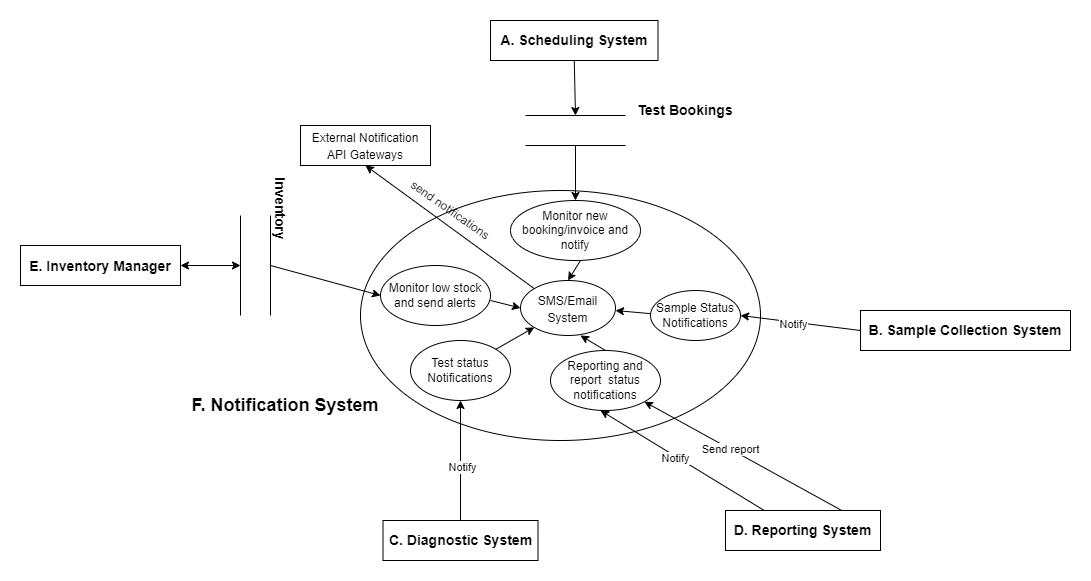 A. Scheduling System
Test Bookings
External Notification
API Gateways
send notifications
Inventory
Monitor new
booking/invoice and
notify
E. Inventory Manager
Monitor low stock
and send alerts
SMS/Email
System
Sample Status
Notifications
Notify
B. Sample Collection System
Test status
Notifications
Reporting and
report status
notifications
F. Notification System
Send report
Notify
Notify
D. Reporting System
C. Diagnostic System